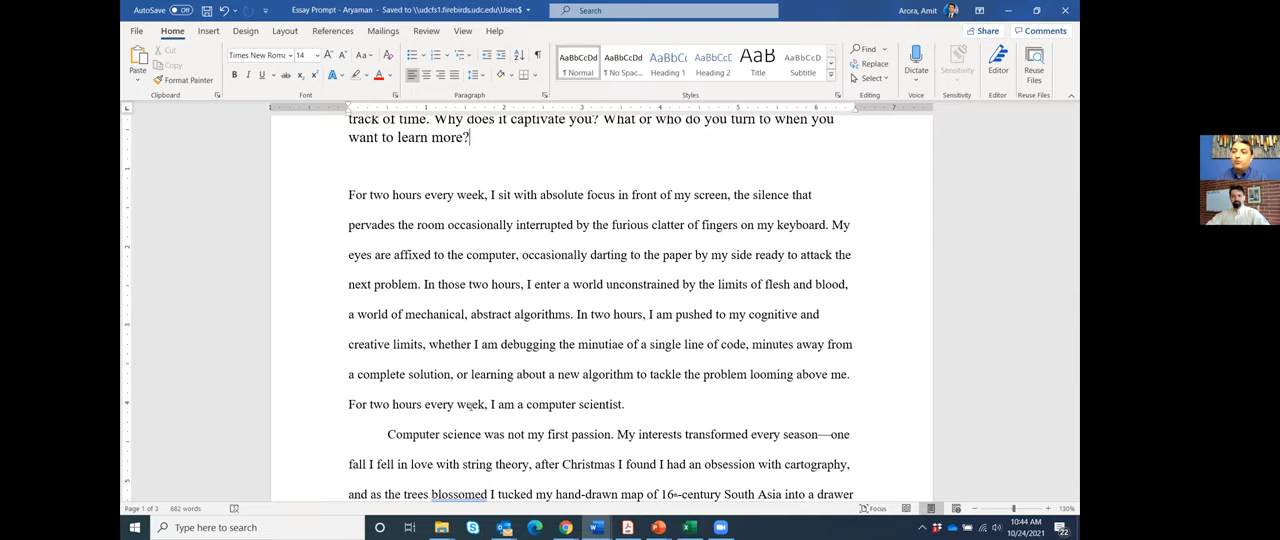 AutoSave Off
Essay Prompt - Aryaman - Saved to \\udcfs1.firebirds.udc.edu\Users$
Search
Arora, Amit
File Home Insert Design Layout References Mailings Review View Help
Share Comments
Paste
Cut
Copy
Format Painter
Clipboard
Times New Roma 14
Font
Paragraph
AaBbCcDd AaBbCcDd AaBbC AaBbCcC AaB AaBbCcD
¶ Normal ¶ No Spac... Heading 1 Heading 2 Title Subtitle
Styles
Find
Replace
Select
Editing
Dictate
Voice
Sensitivity
Sensitivity
Editor
Editor
Reuse Files
Reuse Files
track of time. Why does it captivate you? What or who do you turn to when you
want to learn more?
For two hours every week, I sit with absolute focus in front of my screen, the silence that
pervades the room occasionally interrupted by the furious clatter of fingers on my keyboard. My
eyes are affixed to the computer, occasionally darting to the paper by my side ready to attack the
next problem. In those two hours, I enter a world unconstrained by the limits of flesh and blood,
a world of mechanical, abstract algorithms. In two hours, I am pushed to my cognitive and
creative limits, whether I am debugging the minutiae of a single line of code, minutes away from
a complete solution, or learning about a new algorithm to tackle the problem looming above me.
For two hours every week, I am a computer scientist.
Computer science was not my first passion. My interests transformed every season—one
fall I fell in love with string theory, after Christmas I found I had an obsession with cartography,
and as the trees blossomed I tucked my hand-drawn map of 16th-century South Asia into a drawer
Page 1 of 3 682 words
Focus
130%
Type here to search
10:44 AM
10/24/2021
22